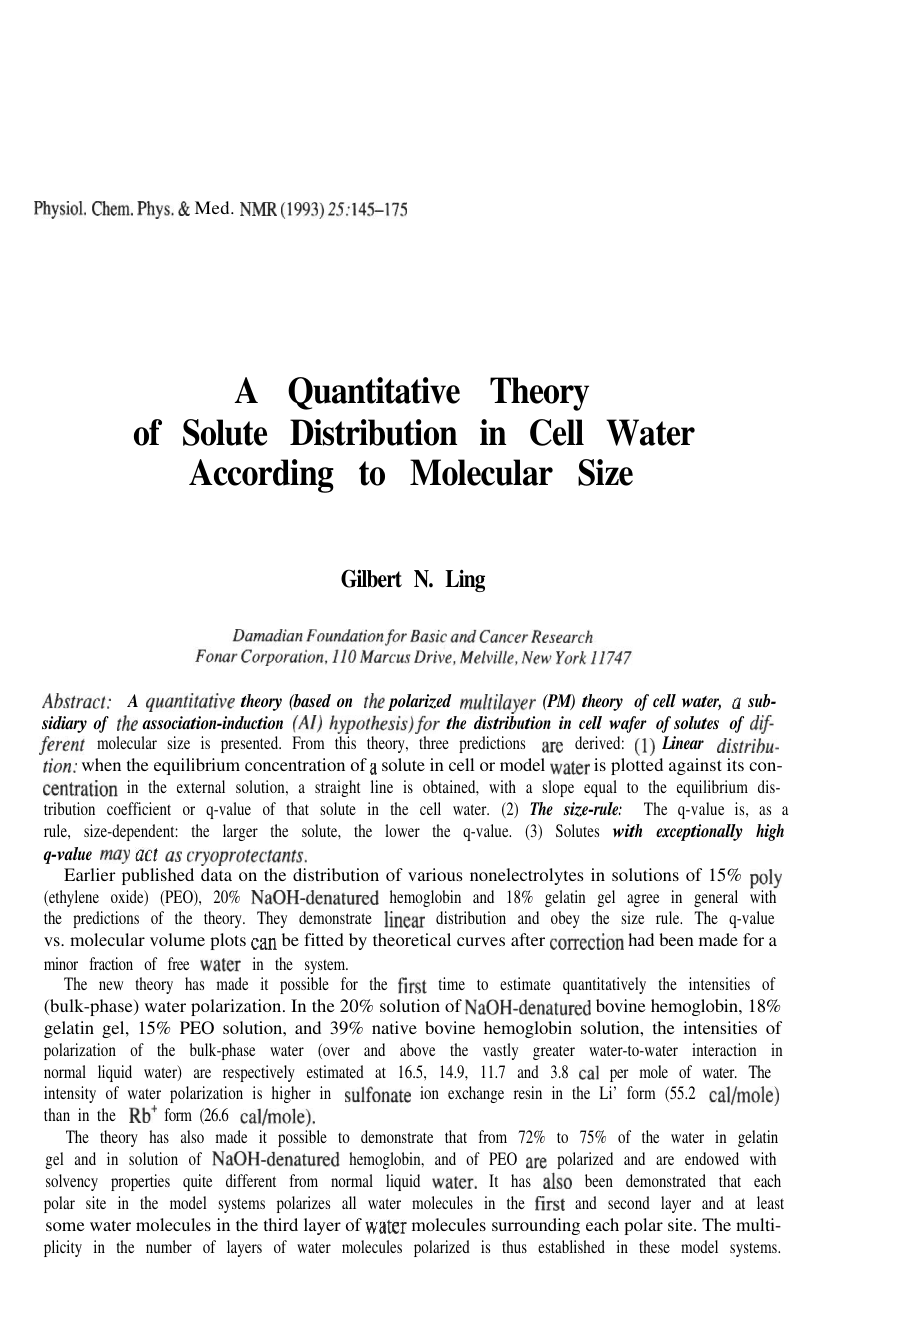 Physiol. Chem. Phys. & Med. NMR (1993) 25:145–175
A Quantitative Theory
of Solute Distribution in Cell Water
According to Molecular Size
Gilbert N. Ling
Damadian Foundation for Basic and Cancer Research
Fonar Corporation, 110 Marcus Drive, Melville, New York 11747
Abstract: A quantitative theory (based on the polarized multilayer (PM) theory of cell water, a sub-
sidiary of the association-induction (AI) hypothesis) for the distribution in cell wafer of solutes of dif-
ferent molecular size is presented. From this theory, three predictions are derived: (1) Linear distribu-
tion: when the equilibrium concentration of a solute in cell or model water is plotted against its con-
centration in the external solution, a straight line is obtained, with a slope equal to the equilibrium dis-
tribution coefficient or q-value of that solute in the cell water. (2) The size-rule: The q-value is, as a
rule, size-dependent: the larger the solute, the lower the q-value. (3) Solutes with exceptionally high
q-value may act as cryoprotectants.
Earlier published data on the distribution of various nonelectrolytes in solutions of 15% poly
(ethylene oxide) (PEO), 20% NaOH-denatured hemoglobin and 18% gelatin gel agree in general with
the predictions of the theory. They demonstrate linear distribution and obey the size rule. The q-value
vs. molecular volume plots can be fitted by theoretical curves after correction had been made for a
minor fraction of free water in the system.
The new theory has made it possible for the first time to estimate quantitatively the intensities of
(bulk-phase) water polarization. In the 20% solution of NaOH-denatured bovine hemoglobin, 18%
gelatin gel, 15% PEO solution, and 39% native bovine hemoglobin solution, the intensities of
polarization of the bulk-phase water (over and above the vastly greater water-to-water interaction in
normal liquid water) are respectively estimated at 16.5, 14.9, 11.7 and 3.8 cal per mole of water. The
intensity of water polarization is higher in sulfonate ion exchange resin in the Li' form (55.2 cal/mole)
than in the Rb⁺ form (26.6 cal/mole).
The theory has also made it possible to demonstrate that from 72% to 75% of the water in gelatin
gel and in solution of NaOH-denatured hemoglobin, and of PEO are polarized and are endowed with
solvency properties quite different from normal liquid water. It has also been demonstrated that each
polar site in the model systems polarizes all water molecules in the first and second layer and at least
some water molecules in the third layer of water molecules surrounding each polar site. The multi-
plicity in the number of layers of water molecules polarized is thus established in these model systems.